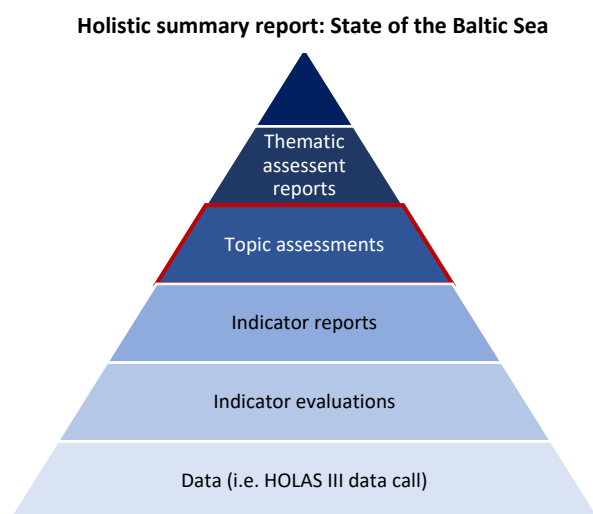 Holistic summary report: State of the Baltic Sea
Thematic
assessent
reports
Topic assessments
Indicator reports
Indicator evaluations
Data (i.e. HOLAS III data call)